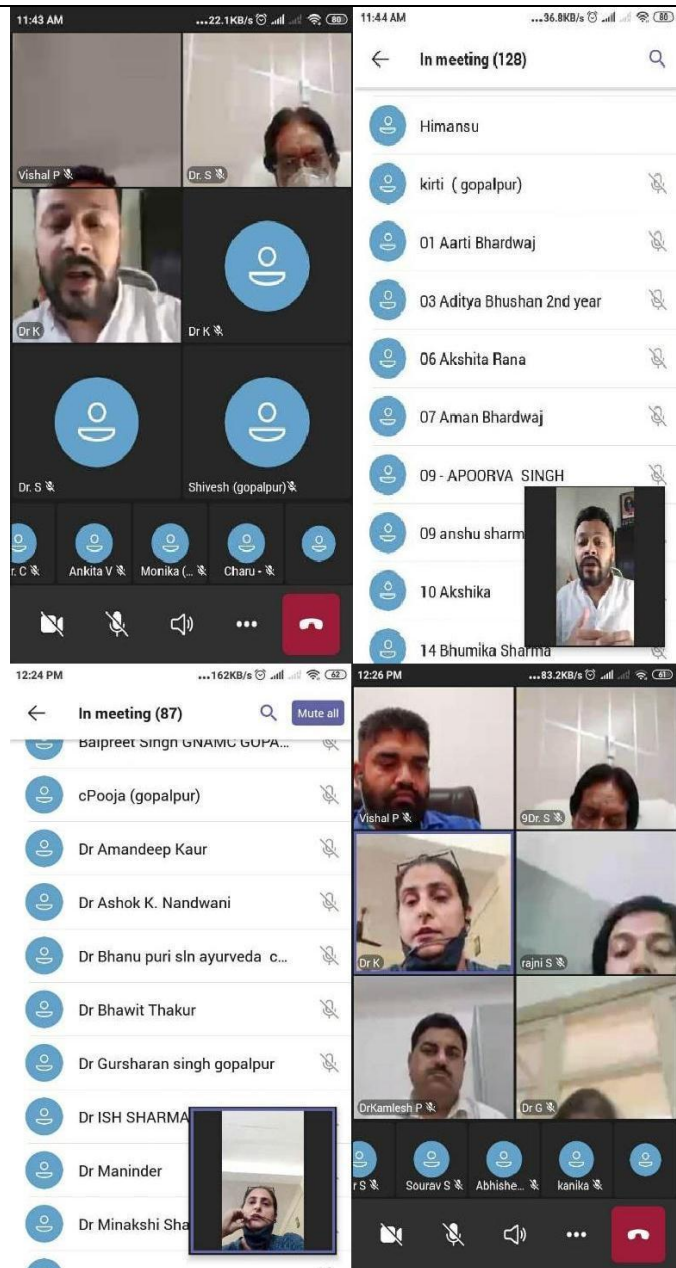 11:43 AM
...22.1KB/s
80
Vishal P
Dr. S
Dr K
Dr K
Dr. S
Shivesh (gopalpur)
r. C
Ankita V
Monika (...
Charu -
11:44 AM
...36.8KB/s
80
In meeting (128)
Himansu
kirti ( gopalpur)
01 Aarti Bhardwaj
03 Aditya Bhushan 2nd year
06 Akshita Rana
07 Aman Bhardwaj
09 - APOORVA SINGH
09 anshu sharm
10 Akshika
14 Bhumika Sharma
12:24 PM
...162KB/s
62
In meeting (87)
Mute all
Balpreet Singh GNAMC GOPA...
cPooja (gopalpur)
Dr Amandeep Kaur
Dr Ashok K. Nandwani
Dr Bhanu puri sln ayurveda c...
Dr Bhawit Thakur
Dr Gursharan singh gopalpur
Dr ISH SHARMA
Dr Maninder
Dr Minakshi Sha
12:26 PM
...83.2KB/s
61
Vishal P
9Dr. S
Dr K
rajni S
DrKamlesh P
Dr G
r S
Sourav S
Abhishe...
kanika